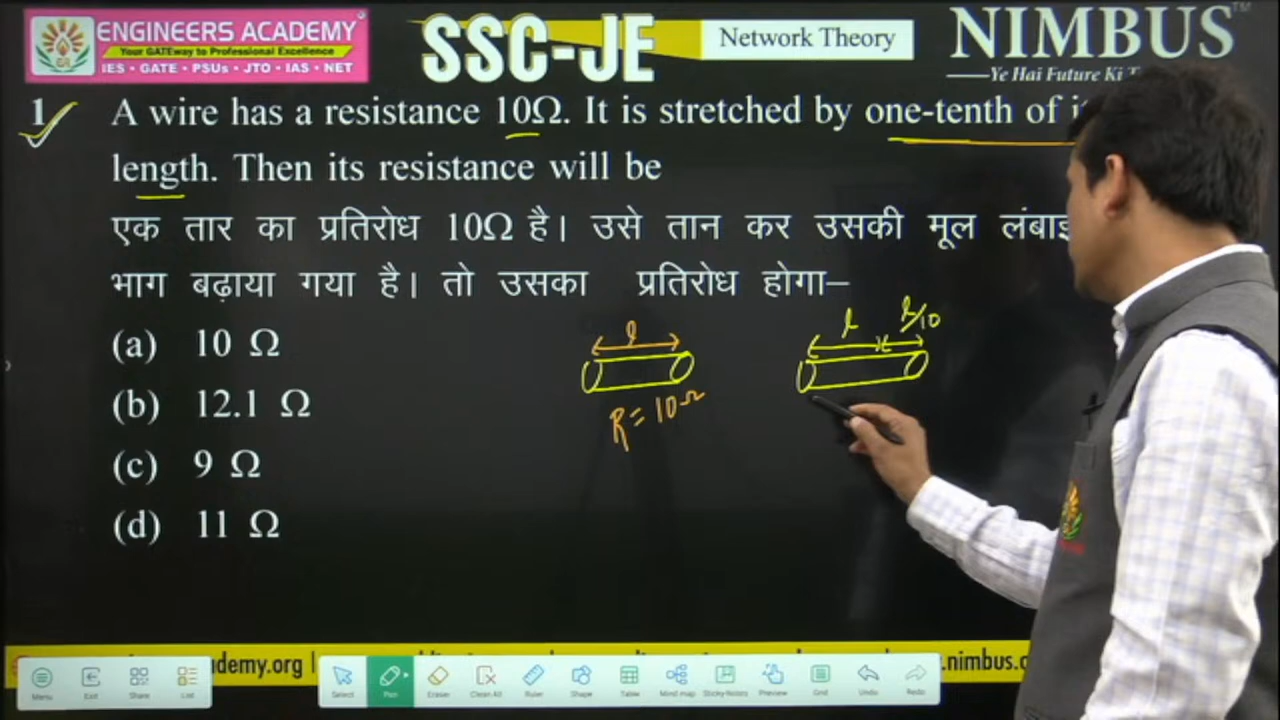 ENGINEERS ACADEMY
Your GATEway to Professional Excellence
IES • GATE • PSUs • JTO • IAS • NET
SSC-JE
Network Theory
NIMBUS™
Ye Hai Future Ki
1 A wire has a resistance 10Ω. It is stretched by one-tenth of
length. Then its resistance will be
एक तार का प्रतिरोध 10Ω है। उसे तान कर उसकी मूल
भाग बढ़ाया गया है। तो उसका प्रतिरोध होगा–
(a) 10 Ω
(b) 12.1 Ω
(c) 9 Ω
(d) 11 Ω
l
R = 10Ω
l
l/10
Menu
Exit
Share
List
Select
Pen
Eraser
Clean All
Ruler
Shape
Table
Mind map
Sticky-Notes
Preview
Grid
Undo
Redo